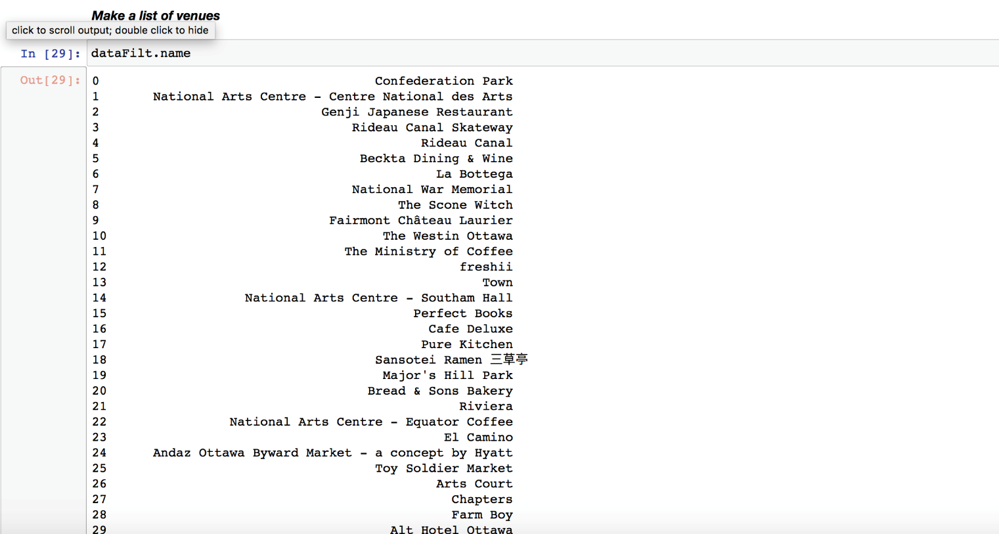 Make a list of venues
click to scroll output; double click to hide
In [29]: dataFilt.name
Out[29]: 0 Confederation Park
1 National Arts Centre - Centre National des Arts
2 Genji Japanese Restaurant
3 Rideau Canal Skateway
4 Rideau Canal
5 Beckta Dining & Wine
6 La Bottega
7 National War Memorial
8 The Scone Witch
9 Fairmont Château Laurier
10 The Westin Ottawa
11 The Ministry of Coffee
12 freshii
13 Town
14 National Arts Centre - Southam Hall
15 Perfect Books
16 Cafe Deluxe
17 Pure Kitchen
18 Sansotei Ramen 三草亭
19 Major's Hill Park
20 Bread & Sons Bakery
21 Riviera
22 National Arts Centre - Equator Coffee
23 El Camino
24 Andaz Ottawa Byward Market - a concept by Hyatt
25 Toy Soldier Market
26 Arts Court
27 Chapters
28 Farm Boy
29 Alt Hotel Ottawa